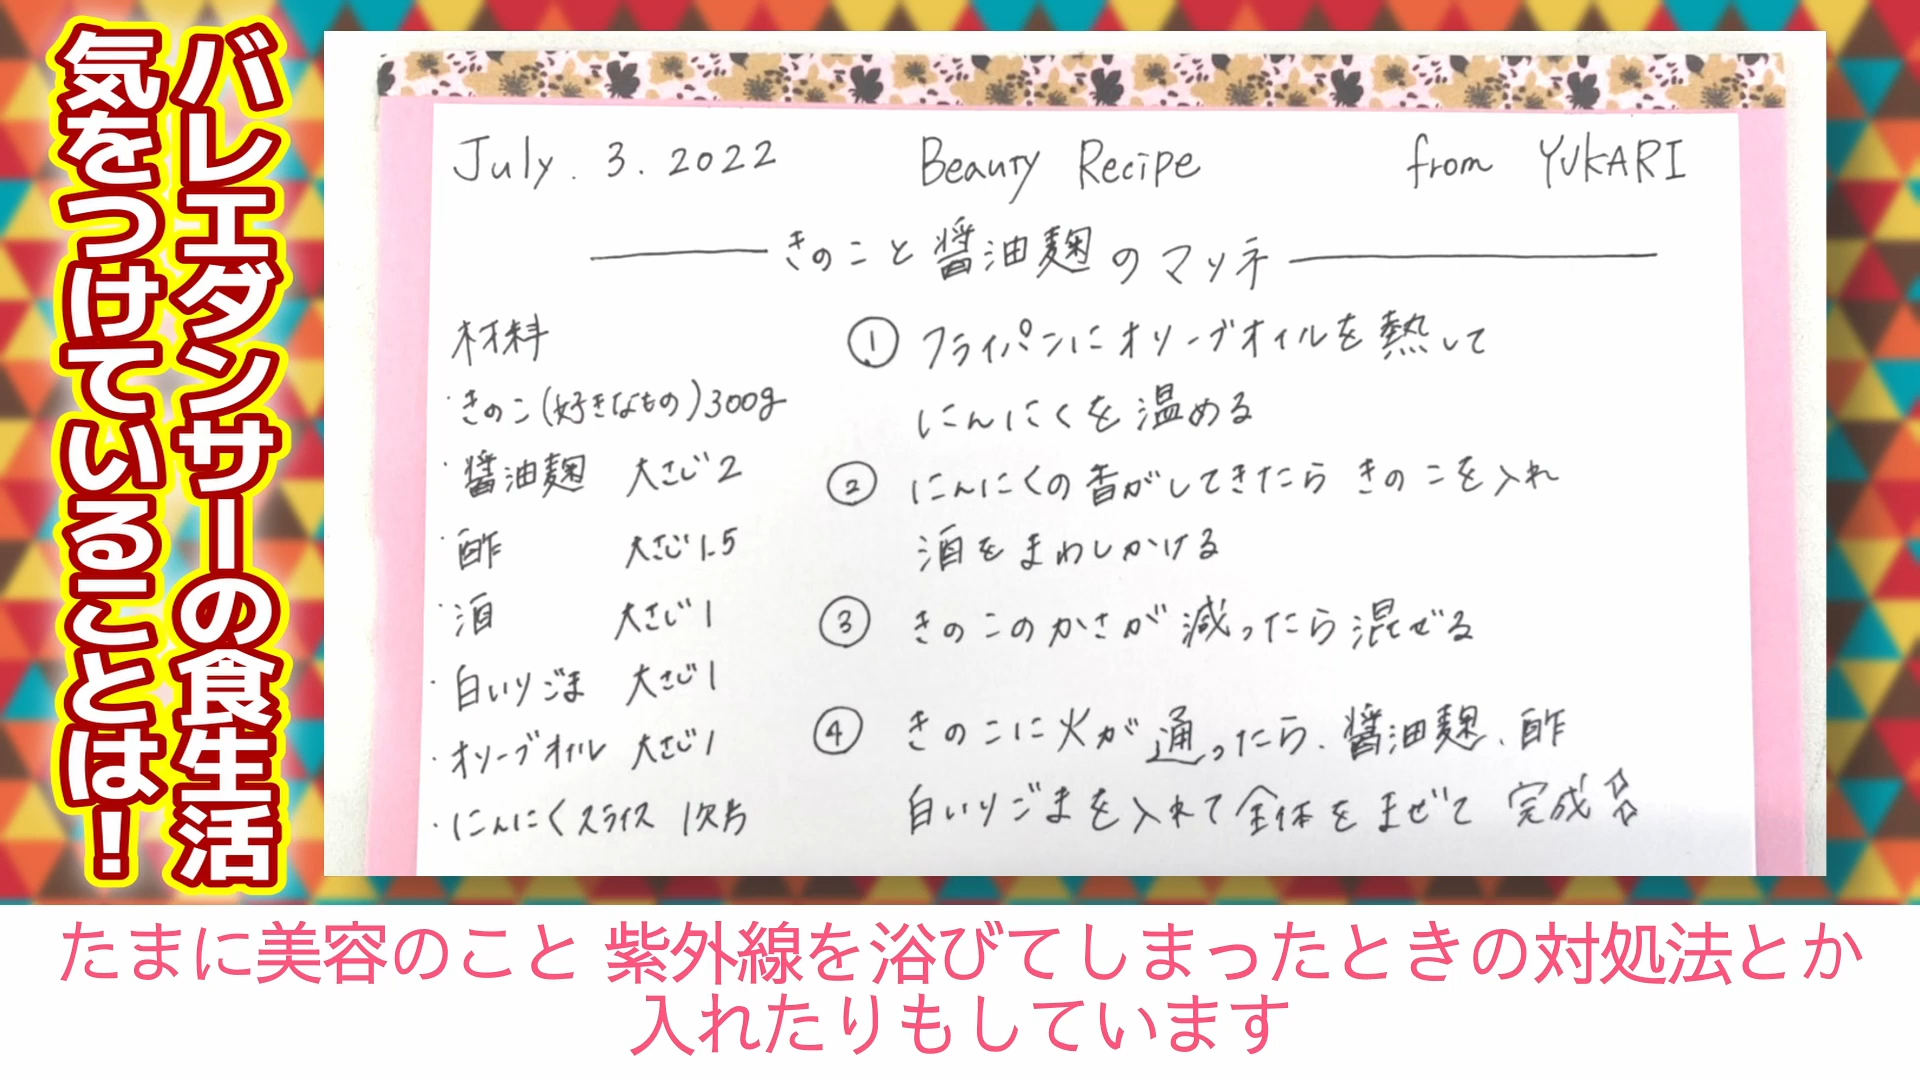 バレエダンサーの食生活
気をつけていることは!
July. 3. 2022 Beauty Recipe from YUKARI
きのこと醤油麹のマッネ
材料
・きのこ(好きなもの)300g
・醤油麹 大さじ2
・酢 大さじ1.5
・酒 大さじ1
・白いりごま 大さじ1
・オリーブオイル 大さじ1
・にんにくスライス 1欠片
① フライパンにオリーブオイルを熱して
にんにくを温める
② にんにくの香がしてきたら きのこを入れ
酒をまわしかける
③ きのこのかさが減ったら混ぜる
④ きのこに火が通ったら、醤油麹、酢
白いりごまを入れて全体をまぜて 完成
たまに美容のこと 紫外線を浴びてしまったときの対処法とか
入れたりもしています